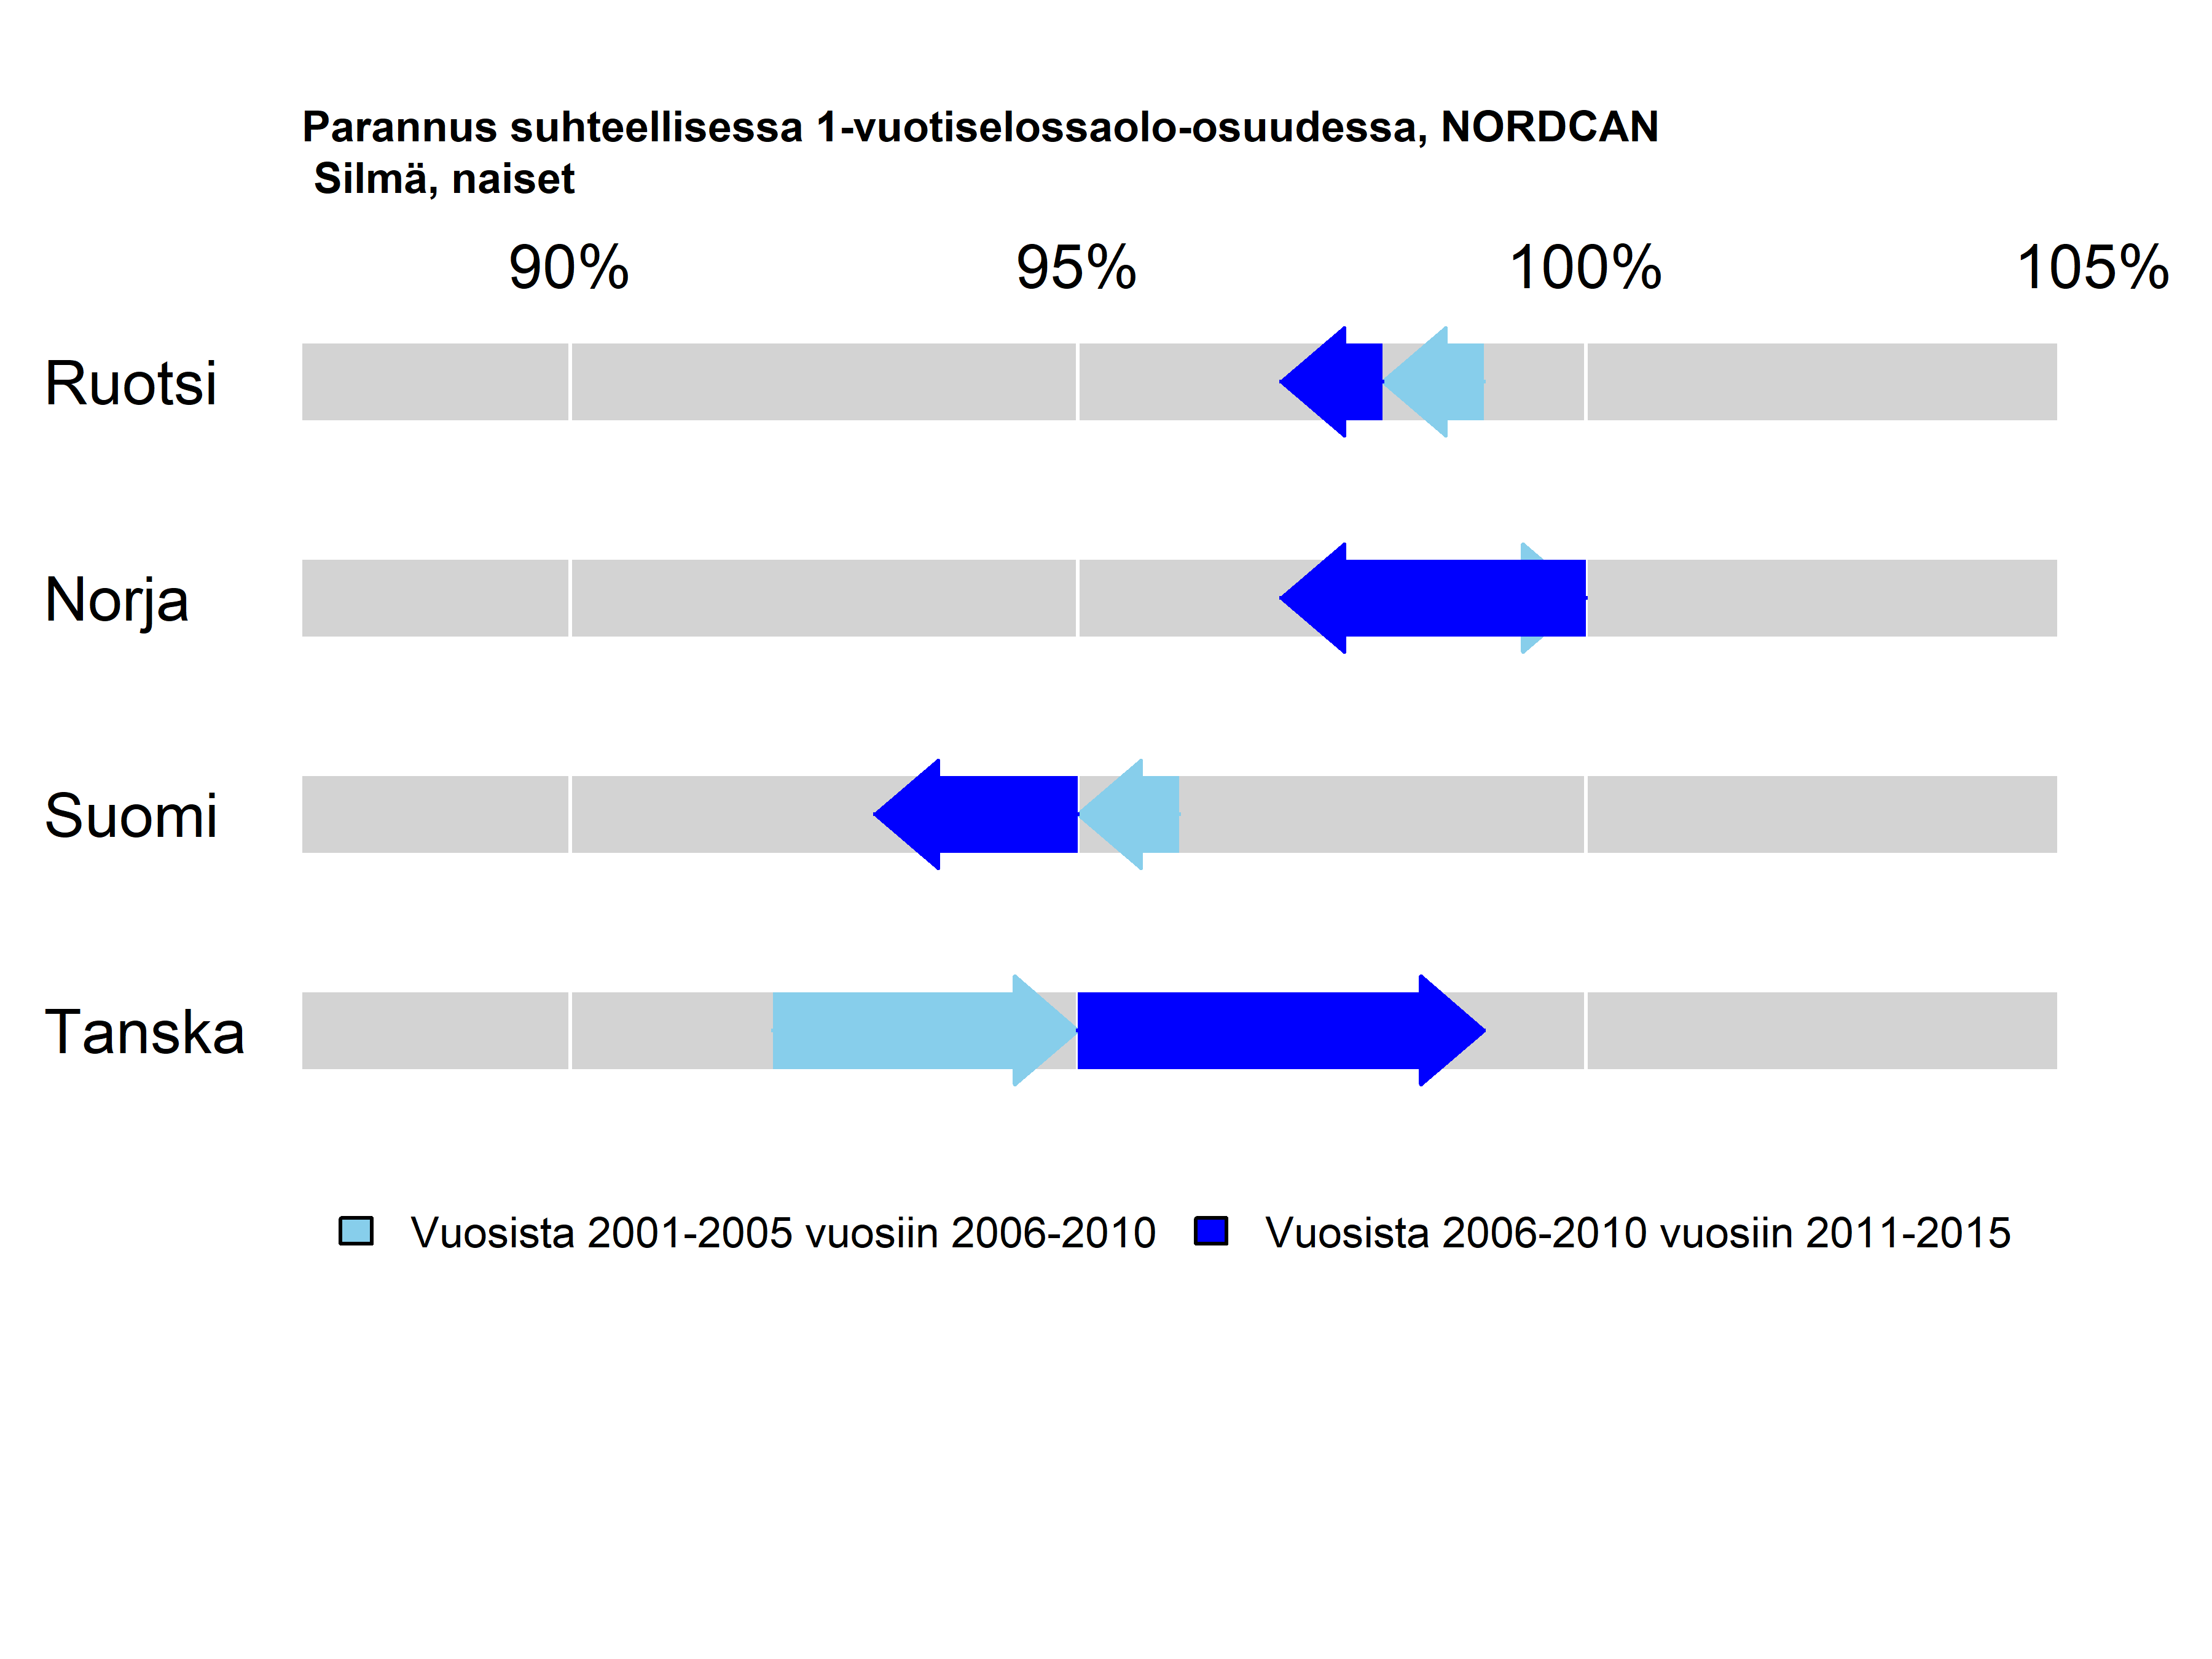 Parannus suhteellisessa 1-vuotiselossaolo-osuudessa, NORDCAN
Silmä, naiset
90% 95% 100% 105%
Ruotsi
Norja
Suomi
Tanska
Vuosista 2001-2005 vuosiin 2006-2010 Vuosista 2006-2010 vuosiin 2011-2015